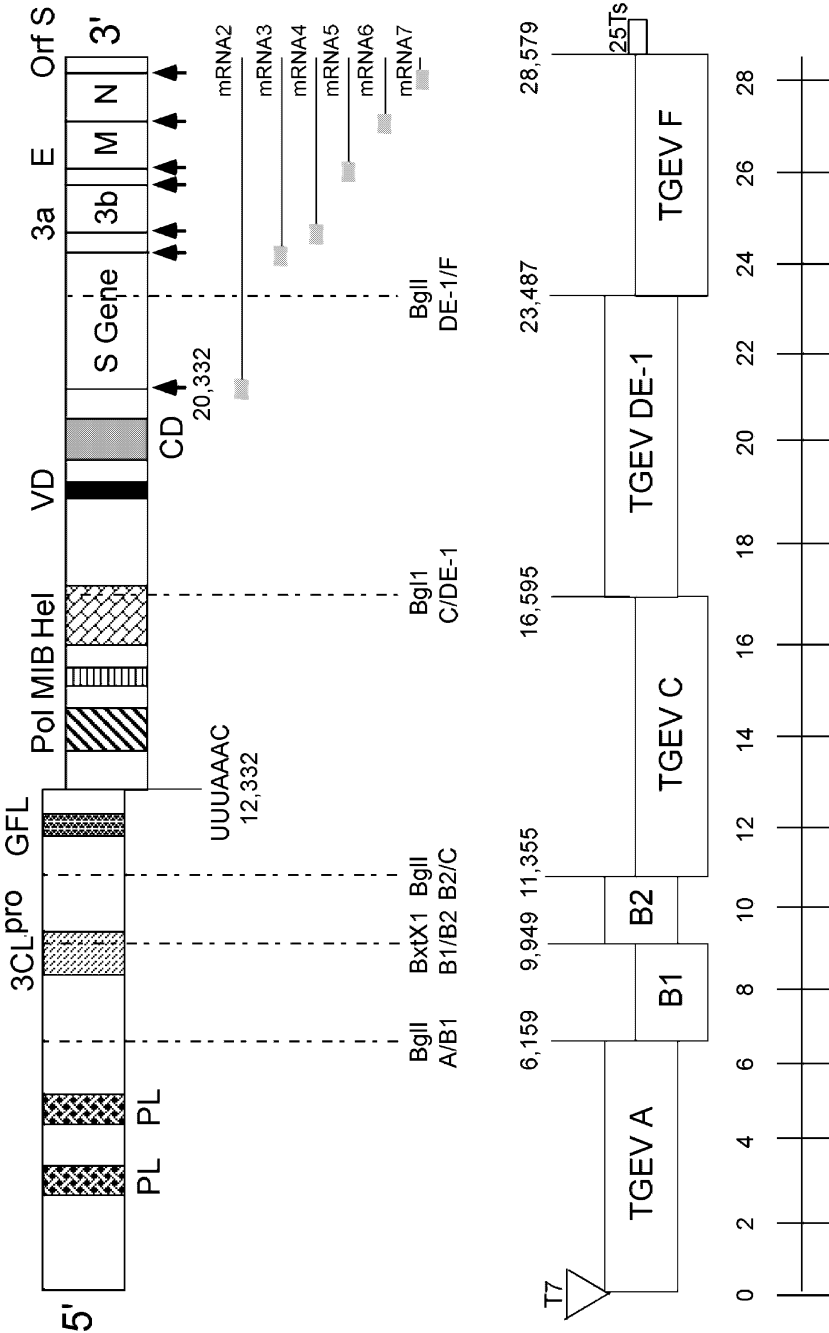 5'
3'
3CL pro
GFL
Pol MIB Hel
VD
3a
E
Orf S
S Gene
3b
M
N
PL
PL
CD
UUUAAAC
12,332
20,332
mRNA2
mRNA3
mRNA4
mRNA5
mRNA6
mRNA7
BglI
A/B1
BxtX1
B1/B2
BglI
B2/C
Bgl1
C/DE-1
BglI
DE-1/F
6,159
9,949
11,355
16,595
23,487
28,579
T7
TGEV A
B1
B2
TGEV C
TGEV DE-1
TGEV F
25Ts
0
2
4
6
8
10
12
14
16
18
20
22
24
26
28